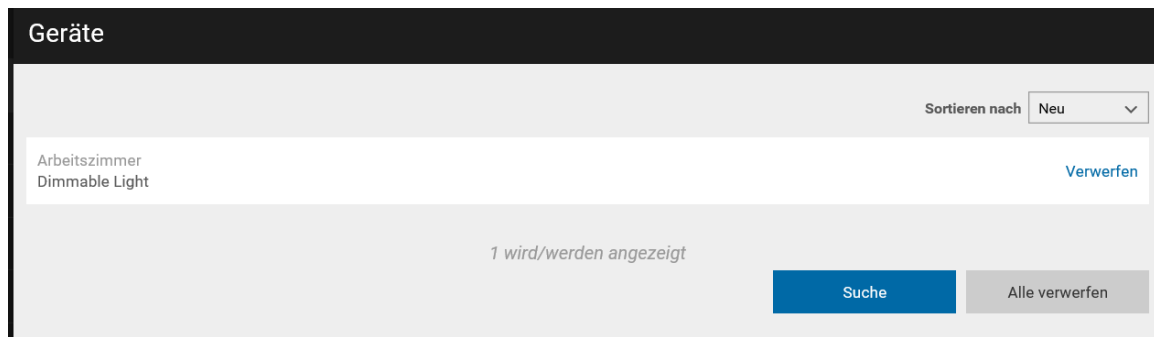 Geräte
Sortieren nach Neu
Arbeitszimmer
Dimmable Light
Verwerfen
1 wird/werden angezeigt
Suche Alle verwerfen